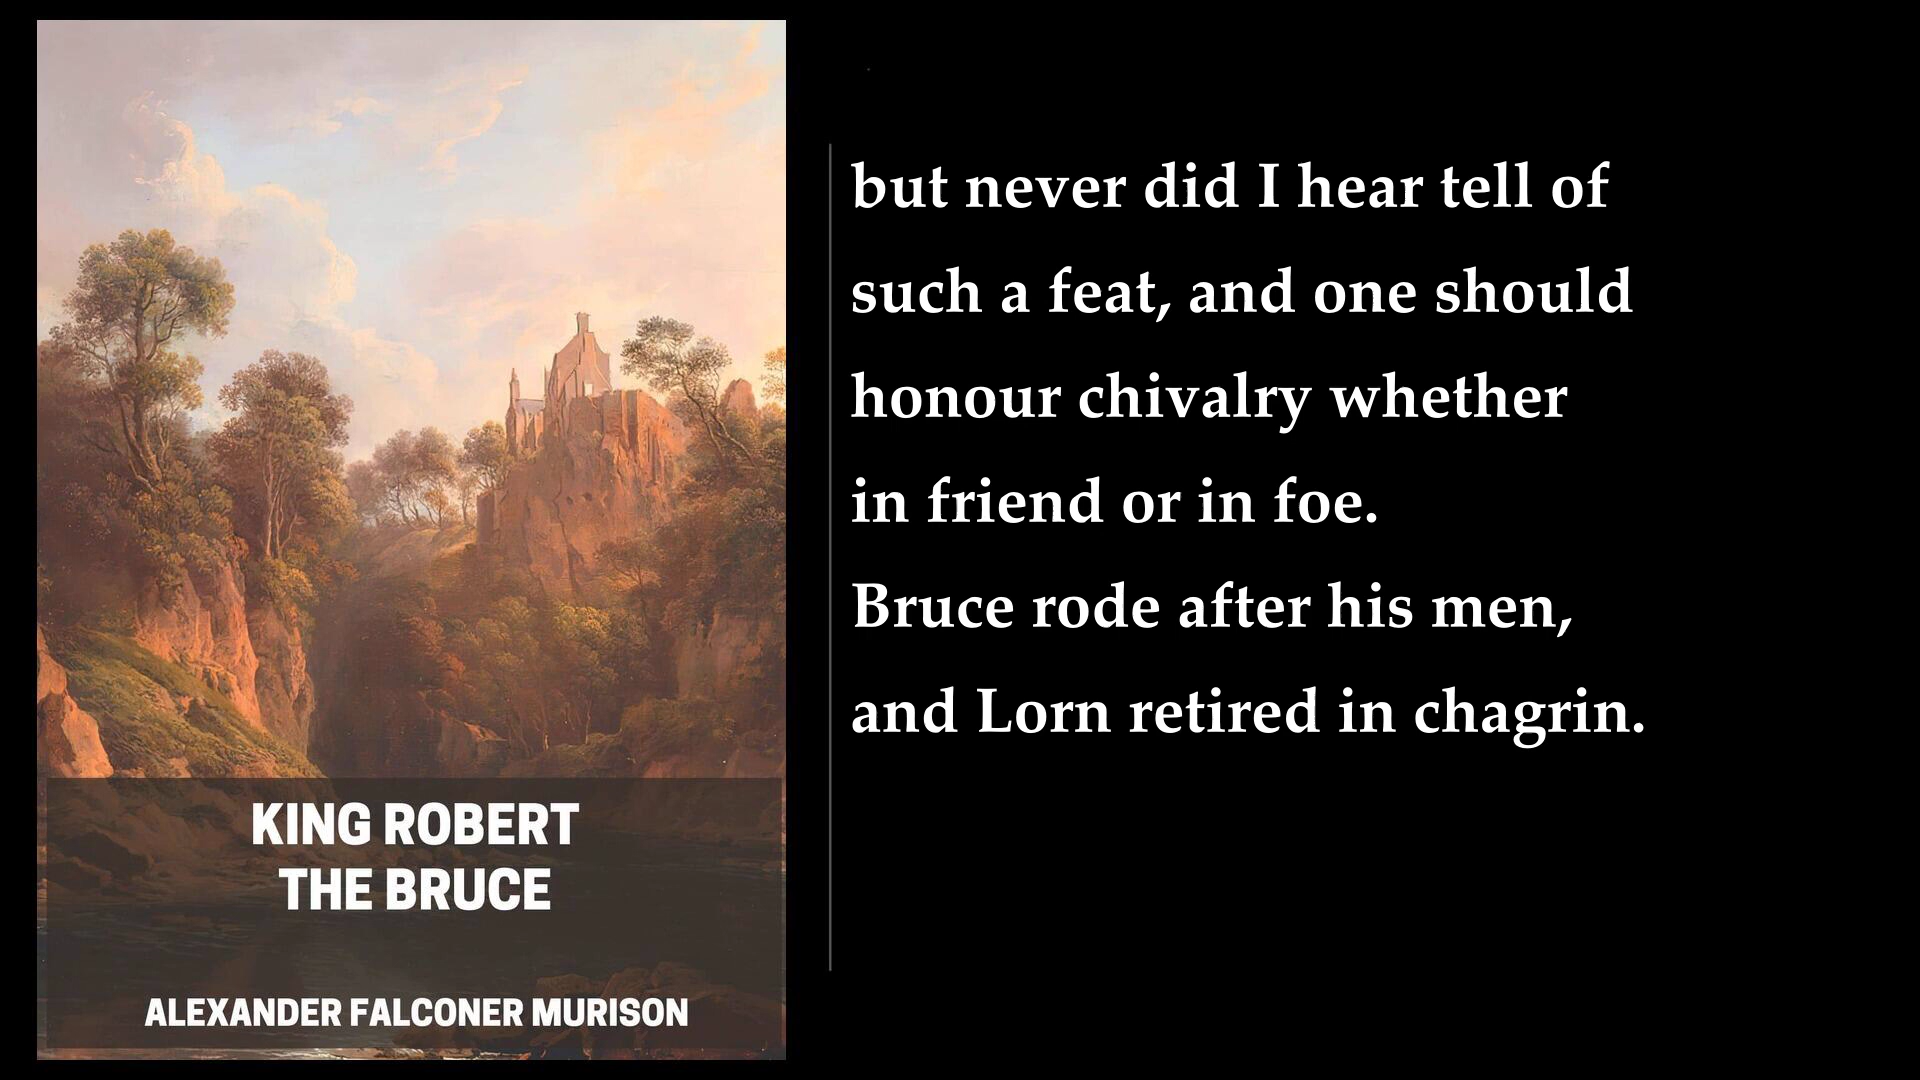 but never did I hear tell of
such a feat, and one should
honour chivalry whether
in friend or in foe.
Bruce rode after his men,
and Lorn retired in chagrin.
KING ROBERT
THE BRUCE
ALEXANDER FALCONER MURISON